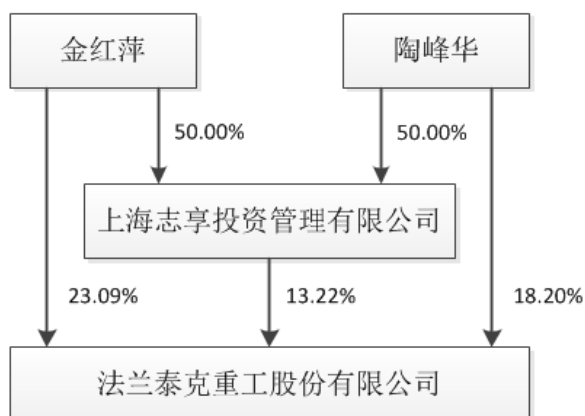 金红萍
陶峰华
50.00%
50.00%
上海志享投资管理有限公司
23.09%
13.22%
18.20%
法兰泰克重工股份有限公司